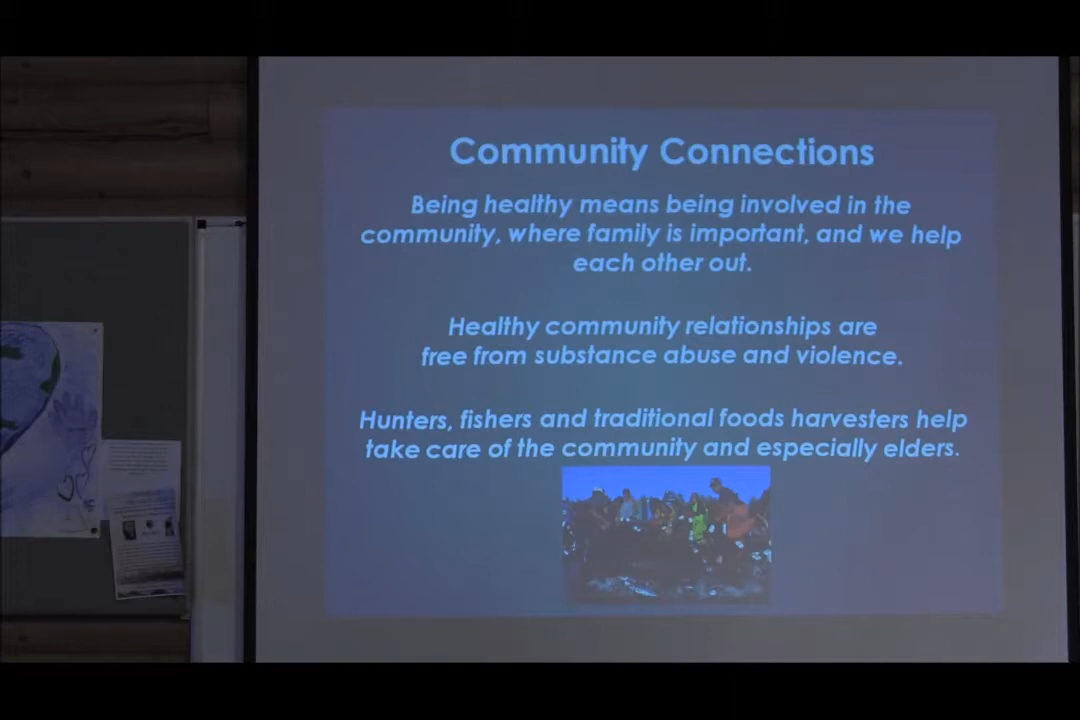 Community Connections
Being healthy means being involved in the
community, where family is important, and we help
each other out.
Healthy community relationships are
free from substance abuse and violence.
Hunters, fishers and traditional foods harvesters help
take care of the community and especially elders.